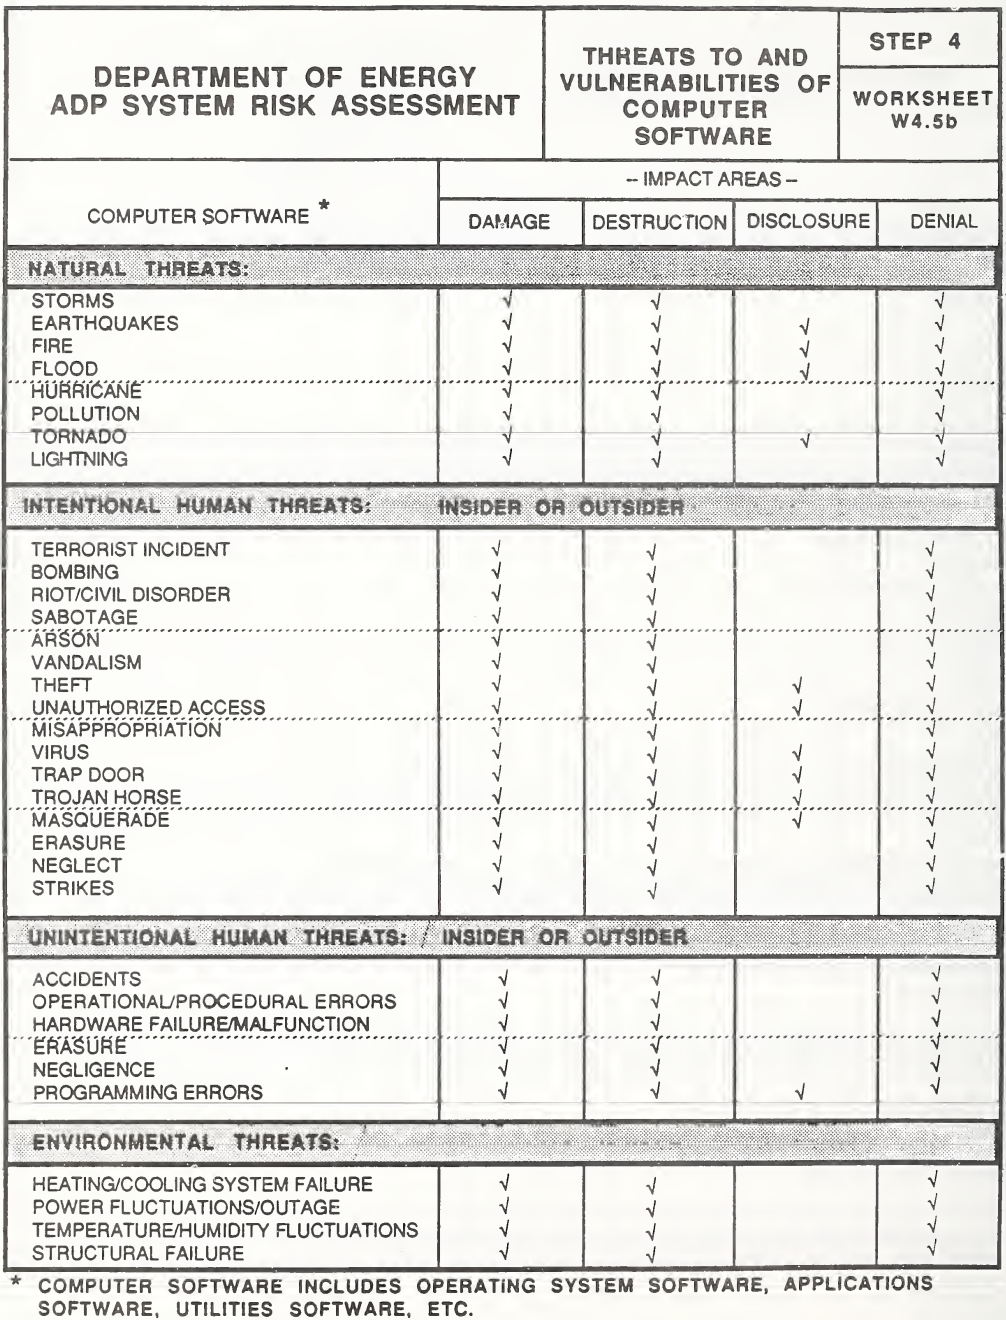 DEPARTMENT OF ENERGY
ADP SYSTEM RISK ASSESSMENT
THREATS TO AND
VULNERABILITIES OF
COMPUTER
SOFTWARE
STEP 4
WORKSHEET
W4.5b
COMPUTER SOFTWARE *
– IMPACT AREAS –
DAMAGE DESTRUCTION DISCLOSURE DENIAL
NATURAL THREATS:
STORMS √ √ √
EARTHQUAKES √ √ √ √
FIRE √ √ √ √
FLOOD √ √ √ √
HURRICANE √ √ √
POLLUTION √ √ √
TORNADO √ √ √ √
LIGHTNING √ √ √
INTENTIONAL HUMAN THREATS: INSIDER OR OUTSIDER
TERRORIST INCIDENT √ √ √
BOMBING √ √ √
RIOT/CIVIL DISORDER √ √ √
SABOTAGE √ √ √
ARSON √ √ √
VANDALISM √ √ √
THEFT √ √ √ √
UNAUTHORIZED ACCESS √ √ √ √
MISAPPROPRIATION √ √ √
VIRUS √ √ √ √
TRAP DOOR √ √ √ √
TROJAN HORSE √ √ √ √
MASQUERADE √ √ √ √
ERASURE √ √ √
NEGLECT √ √ √
STRIKES √ √ √
UNINTENTIONAL HUMAN THREATS: / INSIDER OR OUTSIDER
ACCIDENTS √ √ √
OPERATIONAL/PROCEDURAL ERRORS √ √ √
HARDWARE FAILURE/MALFUNCTION √ √ √
ERASURE √ √ √
NEGLIGENCE √ √ √
PROGRAMMING ERRORS √ √ √ √
ENVIRONMENTAL THREATS:
HEATING/COOLING SYSTEM FAILURE √ √ √
POWER FLUCTUATIONS/OUTAGE √ √ √
TEMPERATURE/HUMIDITY FLUCTUATIONS √ √ √
STRUCTURAL FAILURE √ √ √
* COMPUTER SOFTWARE INCLUDES OPERATING SYSTEM SOFTWARE, APPLICATIONS
SOFTWARE, UTILITIES SOFTWARE, ETC.